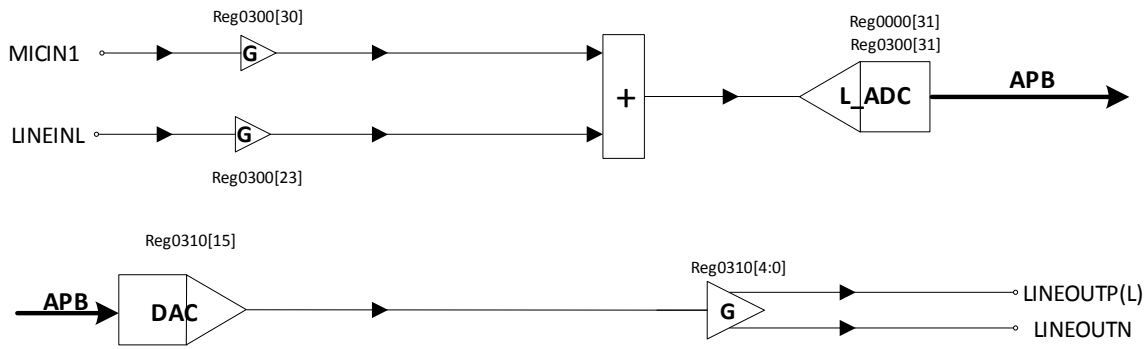 Reg0300[30]
Reg0000[31]
Reg0300[31]
MICIN1
G
+
L_ADC
APB
LINEINL
G
Reg0300[23]
Reg0310[15]
Reg0310[4:0]
APB
DAC
G
LINEOUTP(L)
LINEOUTN